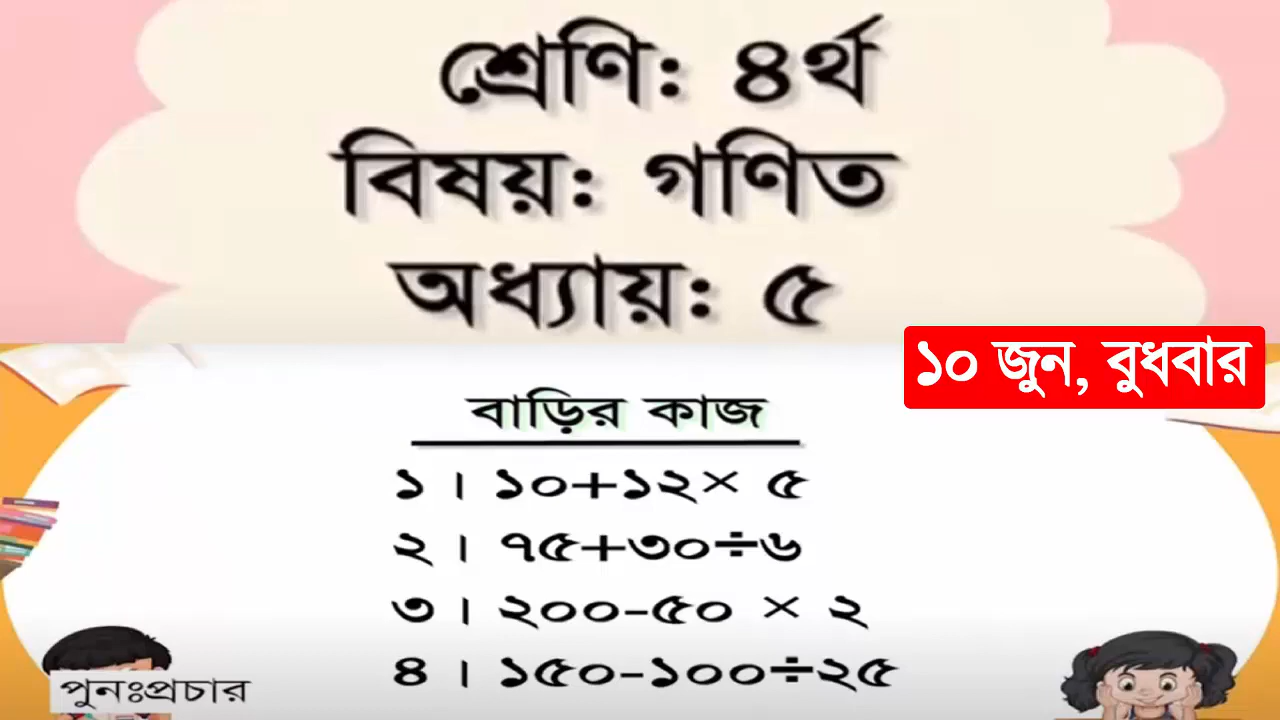 শ্রেণি: ৪র্থ
বিষয়: গণিত
অধ্যায়: ৫
১০ জুন, বুধবার
বাড়ির কাজ
১। ১০+১২× ৫
২। ৭৫+৩০÷৬
৩। ২০০-৫০ × ২
৪। ১৫০-১০০÷২৫
পুনঃপ্রচার